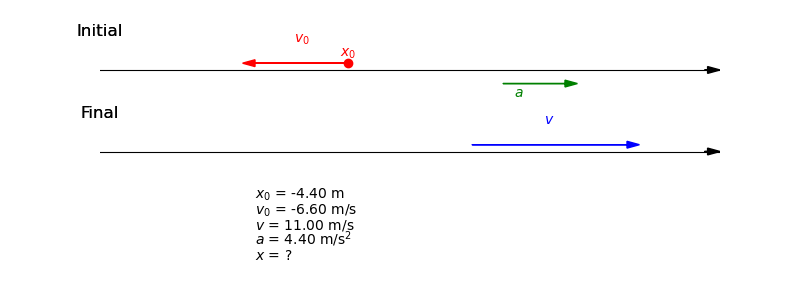 Initial
v₀
x₀
a
Final
v
x₀ = -4.40 m
v₀ = -6.60 m/s
v = 11.00 m/s
a = 4.40 m/s²
x = ?